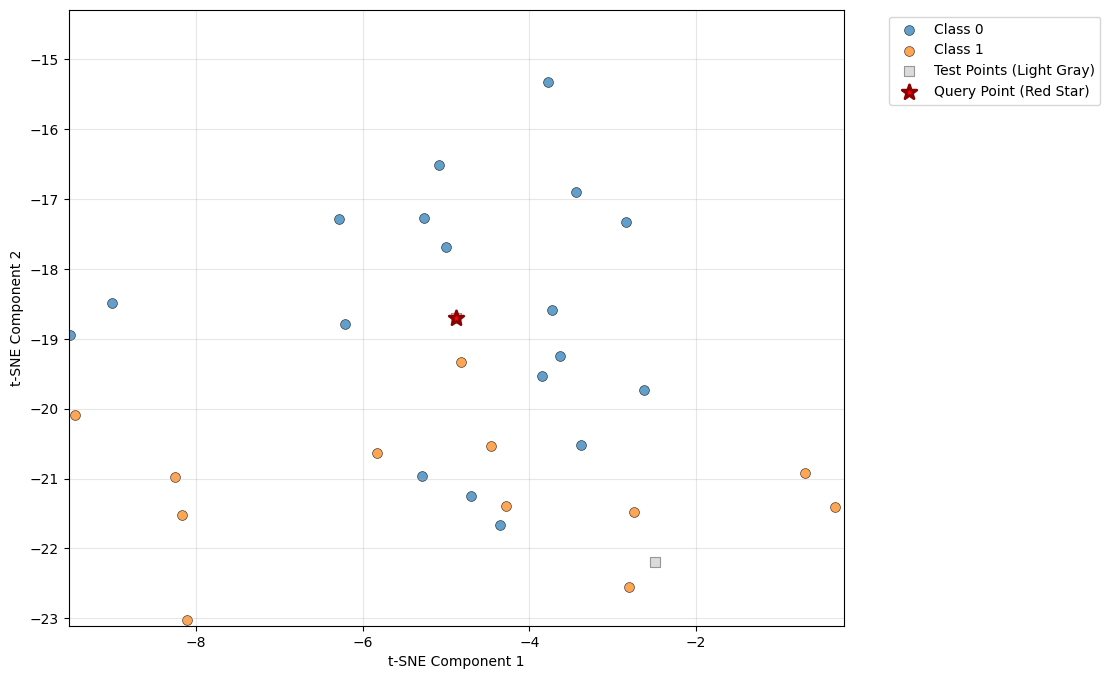 Class 0
Class 1
Test Points (Light Gray)
Query Point (Red Star)
−15
−16
−17
−18
−19
−20
−21
−22
−23
t-SNE Component 2
−8
−6
−4
−2
t-SNE Component 1